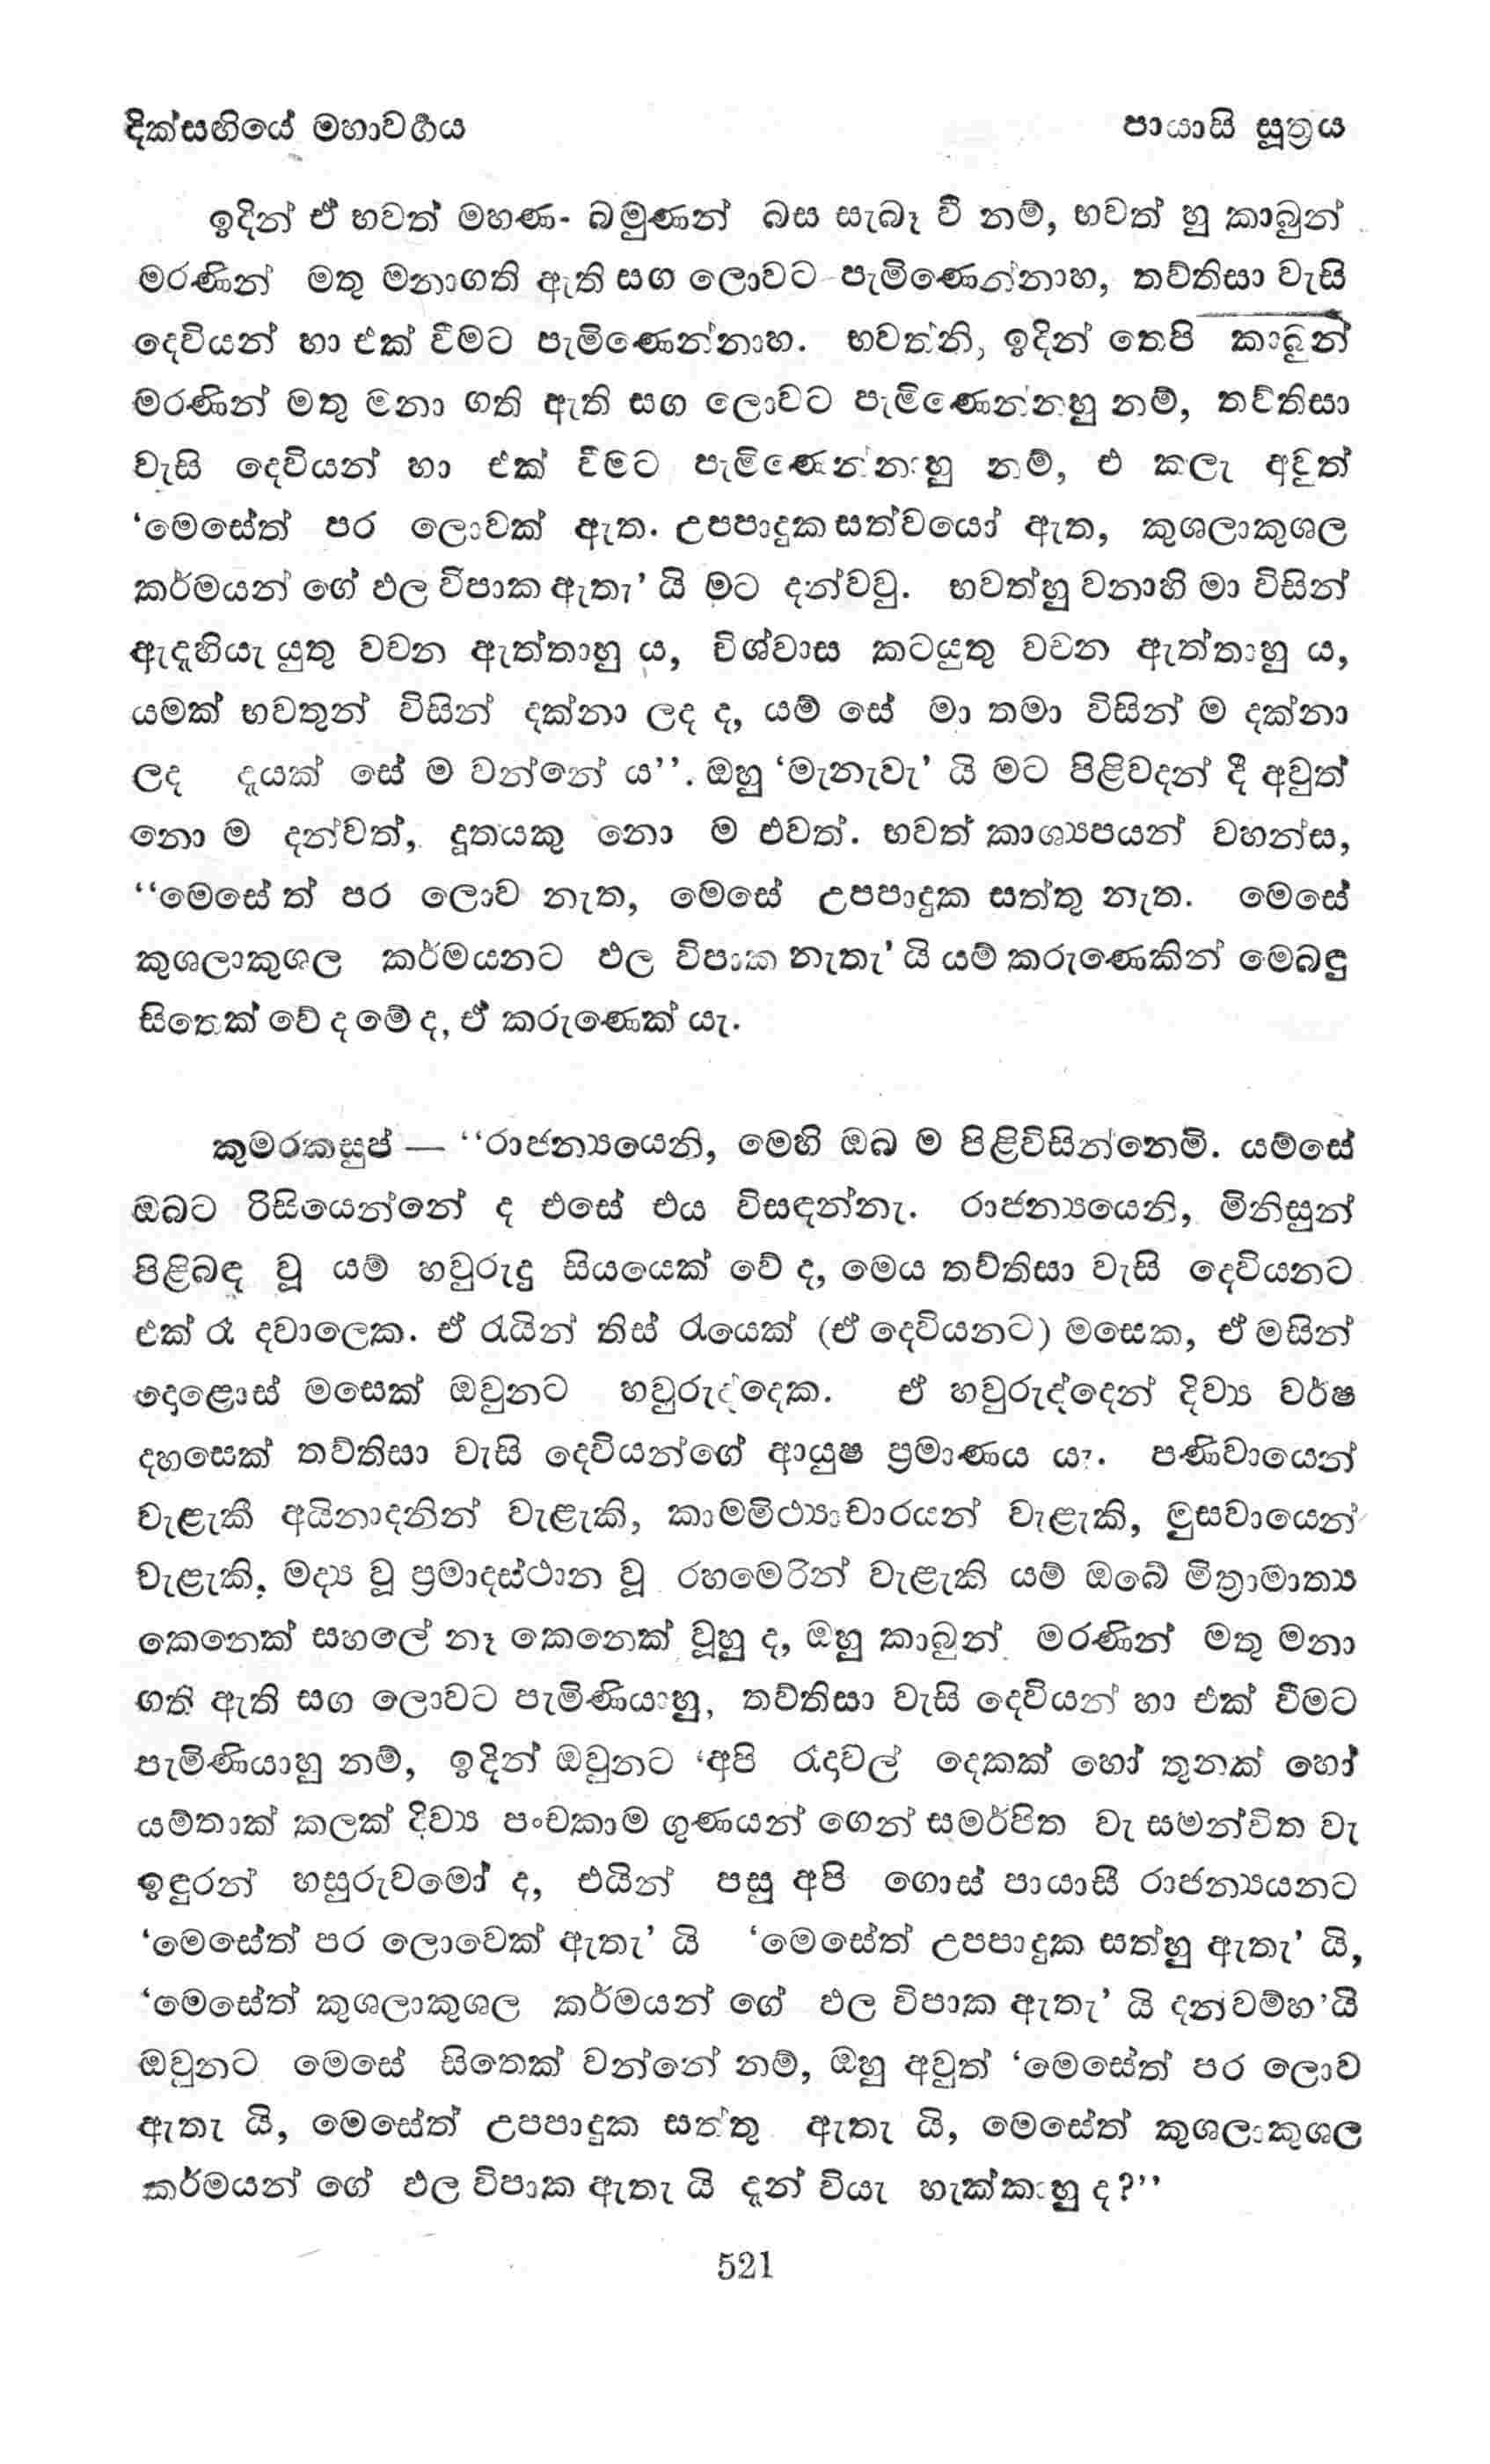 දික්සඟියේ මහාවර්‍ගය පායාසි සූත්‍රය
ඉදින් ඒ භවත් මහණ- බමුණන් බස සැබෑ වී නම්, භවත් හු කාබුන්
මරණින් මතු මනාගති ඇති සග ලොවට පැමිණෙන්නාහ, තව්තිසා වැසි
දෙවියන් හා එක් වීමට පැමිණෙන්නාහ. භවත්නි, ඉදින් තෙපි කාබුන්
මරණින් මතු මනා ගති ඇති සග ලොවට පැමිණෙන්නහු නම්, තව්තිසා
වැසි දෙවියන් හා එක් වීමට පැමිණෙන්නාහු නම්, එ කලැ අවුත්
‘මෙසේත් පර ලොවක් ඇත. උපපාදුක සත්වයෝ ඇත, කුශලාකුශල
කර්මයන් ගේ ඵල විපාක ඇතැ’ යි මට දන්වවු. භවත්හු වනාහි මා විසින්
ඇදැහියැ යුතු වචන ඇත්තාහු ය, විශ්වාස කටයුතු වචන ඇත්තාහු ය,
යමක් භවතුන් විසින් දක්නා ලද ද, යම් සේ මා තමා විසින් ම දක්නා
ලද දැයක් සේ ම වන්නේ ය’’. ඔහු ‘මැනැවැ’ යි මට පිළිවදන් දී අවුත්
නො ම දන්වත්, දූතයකු නො ම එවත්. භවත් කාශ්‍යපයන් වහන්ස,
‘‘මෙසේ ත් පර ලොව නැත, මෙසේ උපපාදුක සත්තු නැත. මෙසේ
කුශලාකුශල කර්මයනට ඵල විපාක නැතැ’ යි යම් කරුණෙකින් මෙබඳු
සිතෙක් වේ ද මේ ද, ඒ කරුණෙක් යැ.
කුමරකසුප් — ‘‘රාජන්‍යයෙනි, මෙහි ඔබ ම පිළිවිසින්නෙමි. යම්සේ
ඔබට රිසියෙන්නේ ද එසේ එය විසඳන්නැ. රාජන්‍යයෙනි, මිනිසුන්
පිළිබඳ වූ යම් හවුරුදු සියයෙක් වේ ද, මෙය තව්තිසා වැසි දෙවියනට
එක් රෑ දවාලෙක. ඒ රැයින් තිස් රැයෙක් (ඒ දෙවියනට) මසෙක, ඒ මසින්
දොළොස් මසෙක් ඔවුනට හවුරුද්දෙක. ඒ හවුරුද්දෙන් දිව්‍ය වර්ෂ
දහසෙක් තව්තිසා වැසි දෙවියන්ගේ ආයුෂ ප්‍රමාණය යැ. පණිවායෙන්
වැළැකී අයිනාදනින් වැළැකි, කාමමිථ්‍යාචාරයන් වැළැකි, මුසවායෙන්
වැළැකි, මද්‍ය වූ ප්‍රමාදස්ථාන වූ රහමෙරින් වැළැකි යම් ඔබේ මිත්‍රාමාත්‍ය
කෙනෙක් සහලේ නෑ කෙනෙක් වූහු ද, ඔහු කාබුන් මරණින් මතු මනා
ගති ඇති සග ලොවට පැමිණියාහු, තව්තිසා වැසි දෙවියන් හා එක් වීමට
පැමිණියාහු නම්, ඉදින් ඔවුනට ‘අපි රෑදවල් දෙකක් හෝ තුනක් හෝ
යම්තාක් කලක් දිව්‍ය පංචකාම ගුණයන් ගෙන් සමර්පිත වැ සමන්විත වැ
ඉඳුරන් හසුරුවමෝ ද, එයින් පසු අපි ගොස් පායාසී රාජන්‍යයනට
‘මෙසේත් පර ලොවෙක් ඇතැ’ යි ‘මෙසේත් උපපාදුක සත්හු ඇතැ’ යි,
‘මෙසේත් කුශලාකුශල කර්මයන් ගේ ඵල විපාක ඇතැ’ යි දන්වම්හ’යි
ඔවුනට මෙසේ සිතෙක් වන්නේ නම්, ඔහු අවුත් ‘මෙසේත් පර ලොව
ඇතැ යි, මෙසේත් උපපාදුක සත්තු ඇතැ යි, මෙසේත් කුශලාකුශල
කර්මයන් ගේ ඵල විපාක ඇතැ යි දැන් වියැ හැක්කාහු ද?’’
521